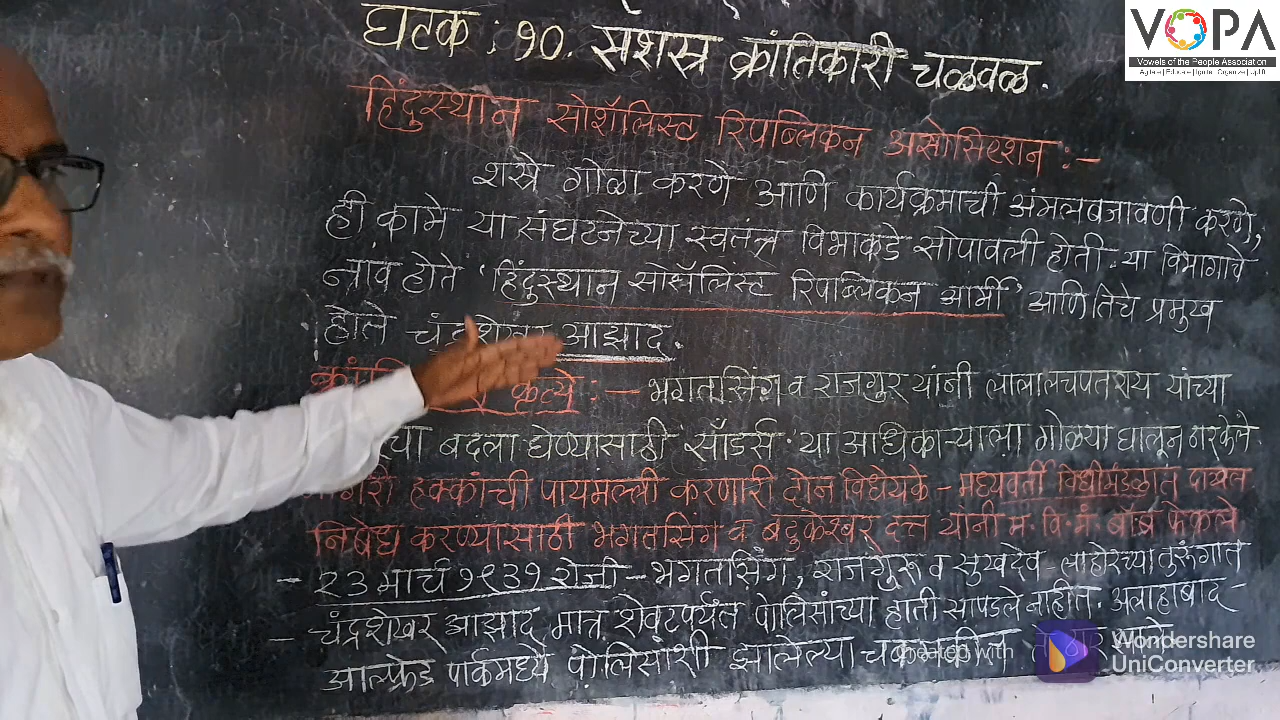 घटक : १०. सशस्त्र क्रांतिकारी चळवळ.
VOPA
Vowels of the People Association
हिंदुस्थान सोशॅलिस्ट रिपब्लिकन असोसिएशन :-
शस्त्रे गोळा करणे आणि कार्यक्रमाची अंमलबजावणी करणे,
ही कामे या संघटनेच्या स्वतंत्र विभाकडे सोपावली होती. या विभागाचे
नाव होते 'हिंदुस्थान सोशॅलिस्ट रिपब्लिकन आर्मी' आणि तिचे प्रमुख
होते चंद्रशेखर आझाद.
कृत्ये :- भगतसिंग व राजगुरू यांनी लालालचपतराय यांच्या
बदला घेण्यासाठी 'साँडर्स' या अधिकाऱ्याला गोळ्या घालून
हक्कांची पायमल्ली करणारी दोन विधेयके - मध्यवर्ती विधीमंडळात दाखल
निषेध करण्यासाठी भगतसिंग व बटुकेश्वर दत्त यांनी म. वि. मं. बॉम्ब फेकले
- २३ मार्च १९३१ रोजी - भगतसिंग, राजगुरू व सुखदेव - लाहोरच्या तुरुंगात
- चंद्रशेखर आझाद मात्र शेवटपर्यंत पोलिसांच्या हाती सापडले नाहीत. अलाहाबाद -
आल्फ्रेड पार्कमध्ये पोलिसांशी झालेल्या चकमकीत
Wondershare
UniConverter